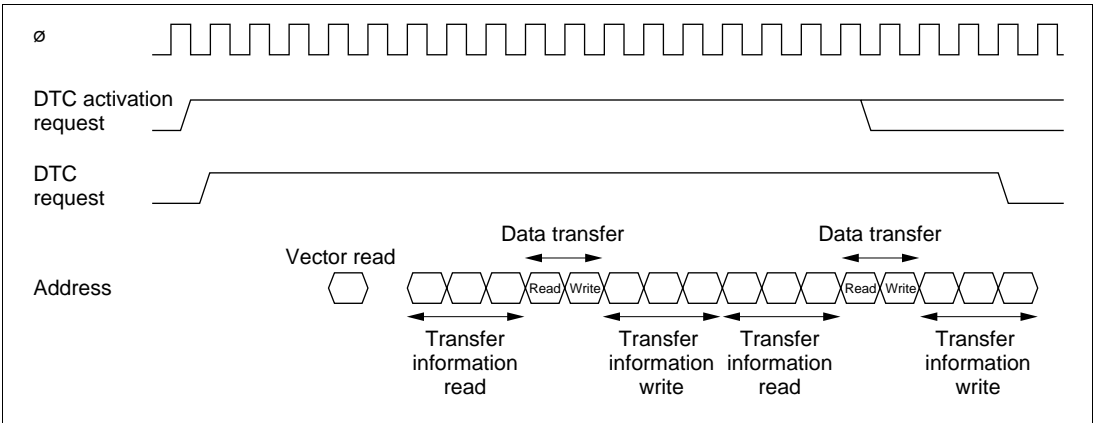 ø
DTC activation
request
DTC
request
Data transfer
Data transfer
Vector read
Address
Read
Write
Read
Write
Transfer
information
read
Transfer
information
write
Transfer
information
read
Transfer
information
write